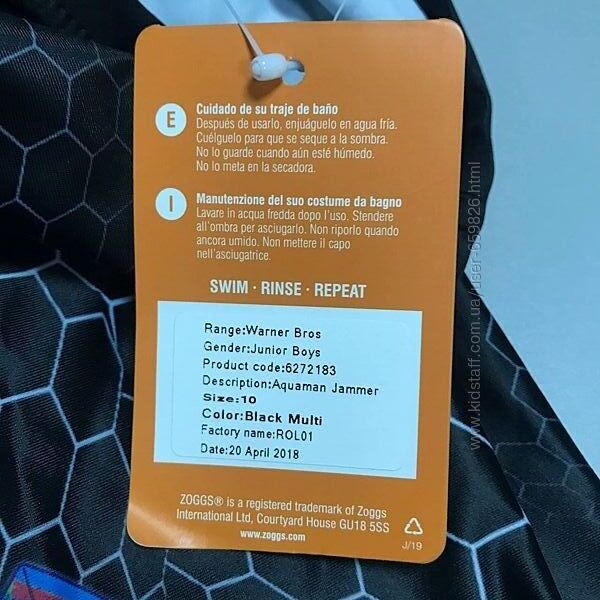 E
Cuidado de su traje de baño
Después de usarlo, enjuáguelo en agua fría.
Cuélguelo para que se seque a la sombra.
No lo guarde cuando aún esté húmedo.
No lo meta en la secadora.
I
Manutenzione del suo costume da bagno
Lavare in acqua fredda dopo l'uso. Stendere
all'ombra per asciugarlo. Non riporlo quando
ancora umido. Non mettere il capo
nell'asciugatrice.
SWIM · RINSE · REPEAT
Range:Warner Bros
Gender:Junior Boys
Product code:6272183
Description:Aquaman Jammer
Size:10
Color:Black Multi
Factory name:ROL01
Date:20 April 2018
ZOGGS® is a registered trademark of Zoggs
International Ltd, Courtyard House GU18 5SS
www.zoggs.com
J/19
www.kidstaff.com.ua/user-659826.html